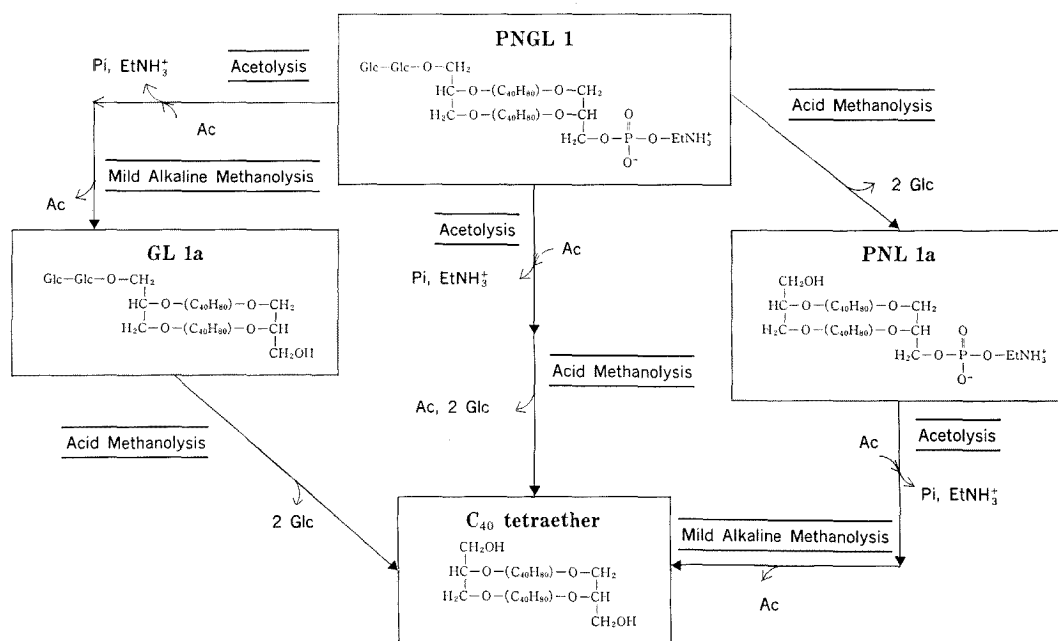 PNGL 1
Glc–Glc–O–CH₂
HC–O–(C₄₀H₈₀)–O–CH₂
H₂C–O–(C₄₀H₈₀)–O–CH
O
H₂C–O–P–O–EtNH₃⁺
O⁻
Acetolysis
Pi, EtNH₃⁺
Ac
Mild Alkaline Methanolysis
Ac
GL 1a
Glc–Glc–O–CH₂
HC–O–(C₄₀H₈₀)–O–CH₂
H₂C–O–(C₄₀H₈₀)–O–CH
CH₂OH
Acid Methanolysis
2 Glc
Acetolysis
Ac
Pi, EtNH₃⁺
Acid Methanolysis
Ac, 2 Glc
Acid Methanolysis
2 Glc
PNL 1a
CH₂OH
HC–O–(C₄₀H₈₀)–O–CH₂
H₂C–O–(C₄₀H₈₀)–O–CH
O
H₂C–O–P–O–EtNH₃⁺
O⁻
Acetolysis
Ac
Pi, EtNH₃⁺
Mild Alkaline Methanolysis
Ac
C₄₀ tetraether
CH₂OH
HC–O–(C₄₀H₈₀)–O–CH₂
H₂C–O–(C₄₀H₈₀)–O–CH
CH₂OH